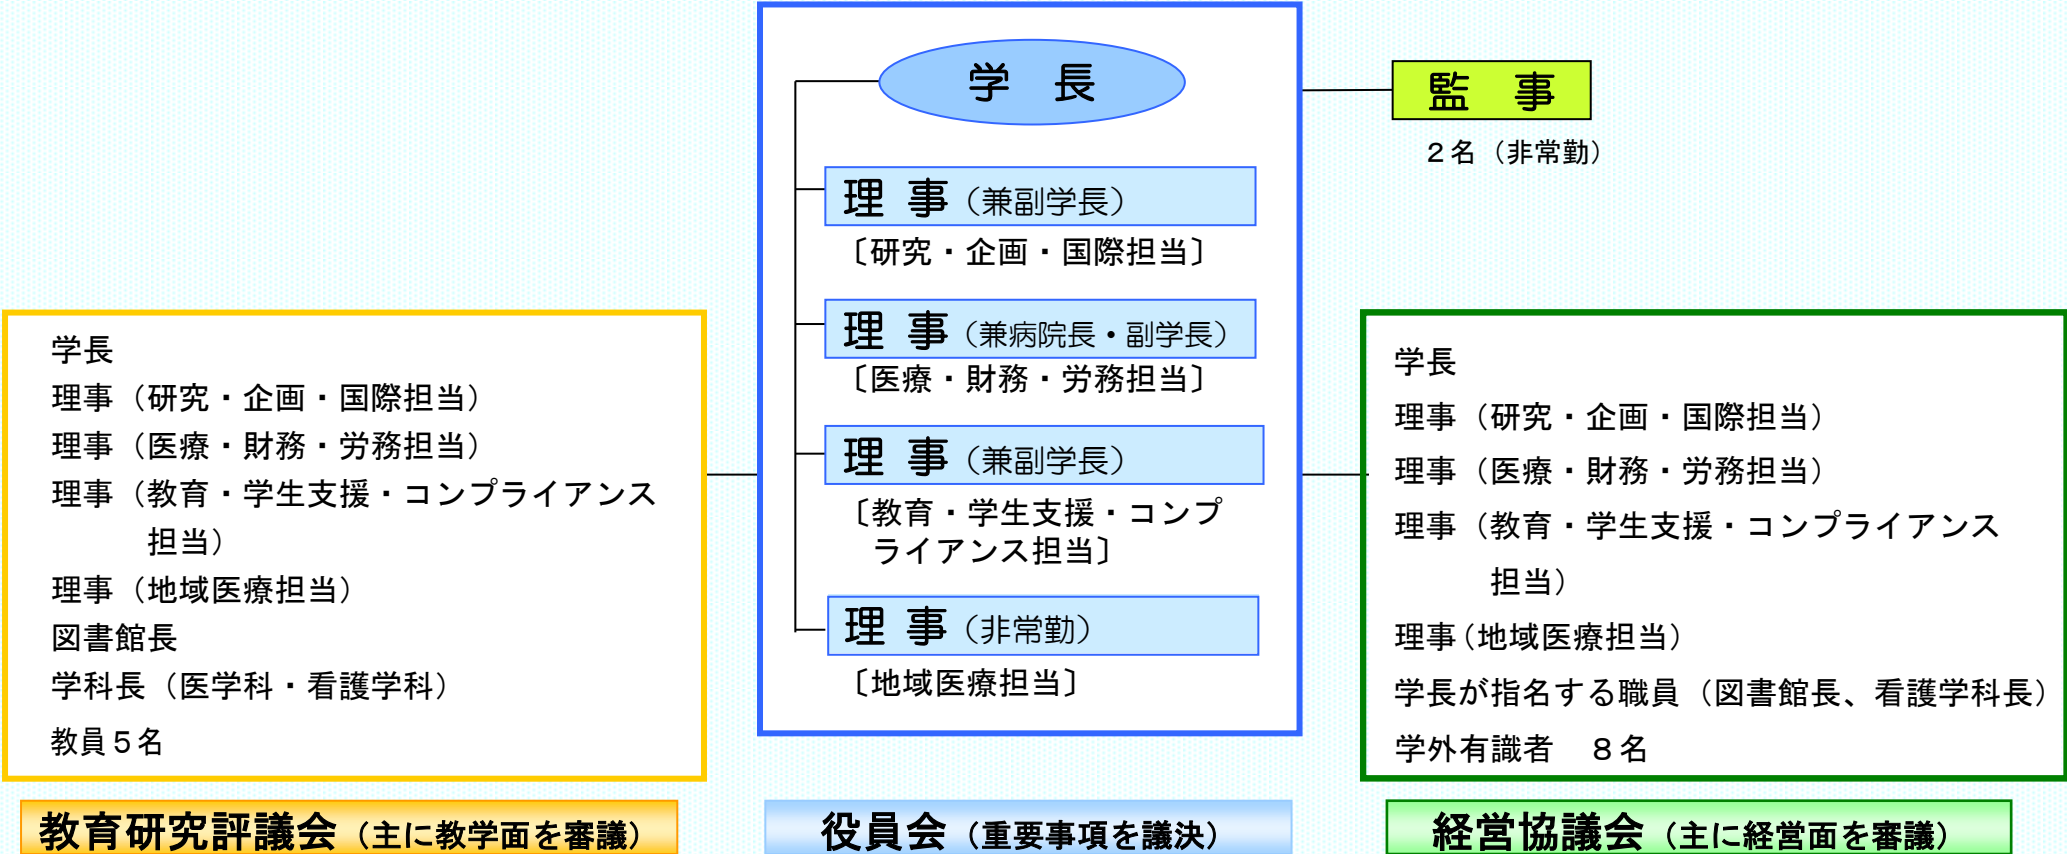 学 長
理 事（兼副学長）
〔研究・企画・国際担当〕
理 事（兼病院長・副学長）
〔医療・財務・労務担当〕
理 事（兼副学長）
〔教育・学生支援・コンプ
ライアンス担当〕
理 事（非常勤）
〔地域医療担当〕
監 事
２名（非常勤）
学長
理事（研究・企画・国際担当）
理事（医療・財務・労務担当）
理事（教育・学生支援・コンプライアンス
担当）
理事（地域医療担当）
図書館長
学科長（医学科・看護学科）
教員５名
学長
理事（研究・企画・国際担当）
理事（医療・財務・労務担当）
理事（教育・学生支援・コンプライアンス
担当）
理事（地域医療担当）
学長が指名する職員（図書館長、看護学科長）
学外有識者　８名
教育研究評議会（主に教学面を審議）
役員会（重要事項を議決）
経営協議会（主に経営面を審議）